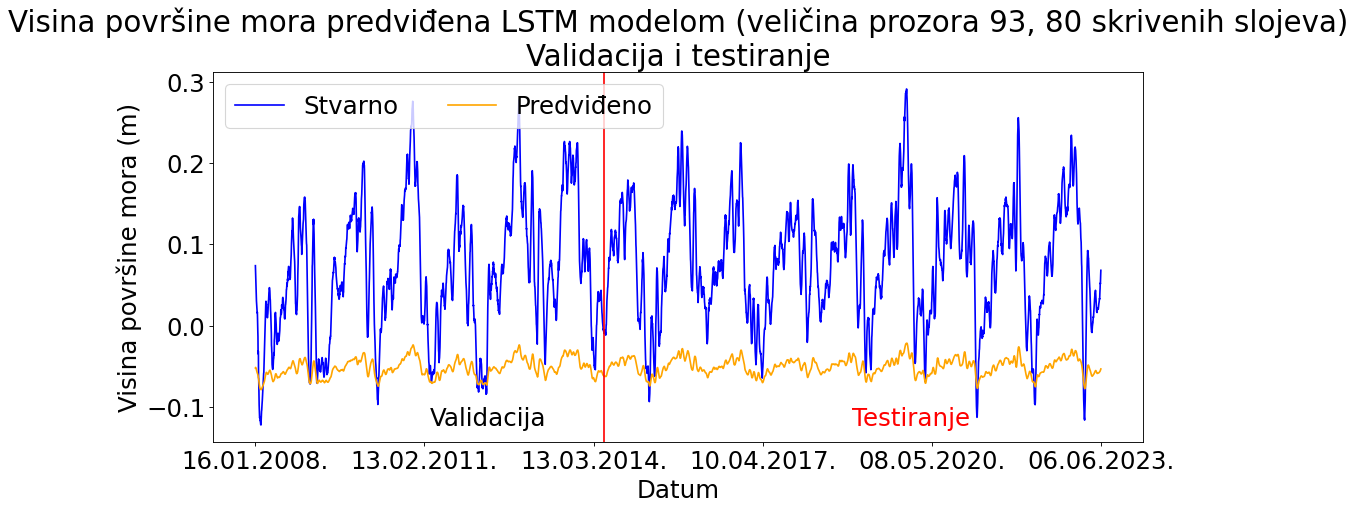 Visina površine mora predviđena LSTM modelom (veličina prozora 93, 80 skrivenih slojeva)
Validacija i testiranje
Stvarno
Predviđeno
Visina površine mora (m)
0.3
0.2
0.1
0.0
−0.1
Validacija
Testiranje
16.01.2008.
13.02.2011.
13.03.2014.
10.04.2017.
08.05.2020.
06.06.2023.
Datum